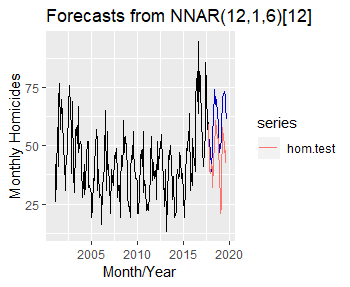 Forecasts from NNAR(12,1,6)[12]
Monthly Homicides
75
50
25
2005
2010
2015
2020
Month/Year
series
hom.test